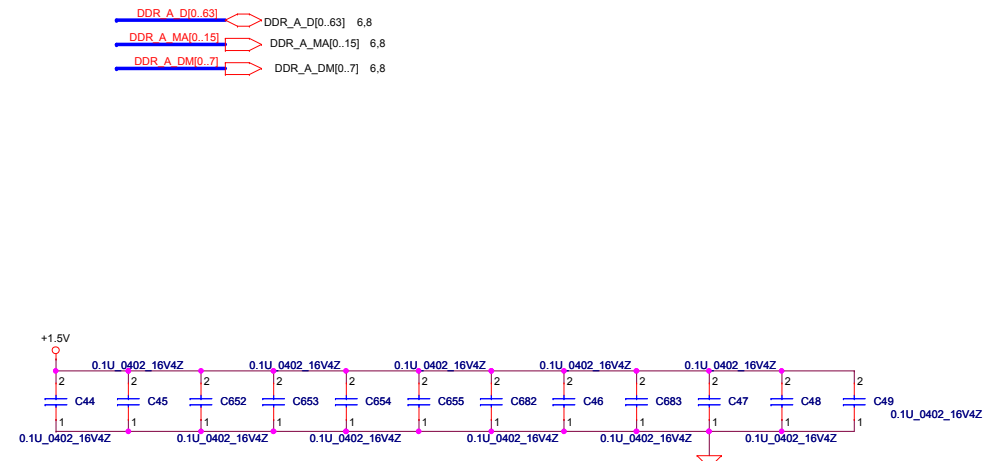 DDR_A_D[0..63] DDR_A_D[0..63] 6,8
DDR_A_MA[0..15] DDR_A_MA[0..15] 6,8
DDR_A_DM[0..7] DDR_A_DM[0..7] 6,8
+1.5V
0.1U_0402_16V4Z 0.1U_0402_16V4Z 0.1U_0402_16V4Z 0.1U_0402_16V4Z 0.1U_0402_16V4Z
2 2 2 2 2 2 2 2 2 2 2 2
C44 C45 C652 C653 C654 C655 C682 C46 C683 C47 C48 C49
0.1U_0402_16V4Z
1 1 1 1 1 1 1 1 1 1 1 1
0.1U_0402_16V4Z 0.1U_0402_16V4Z 0.1U_0402_16V4Z 0.1U_0402_16V4Z 0.1U_0402_16V4Z 0.1U_0402_16V4Z